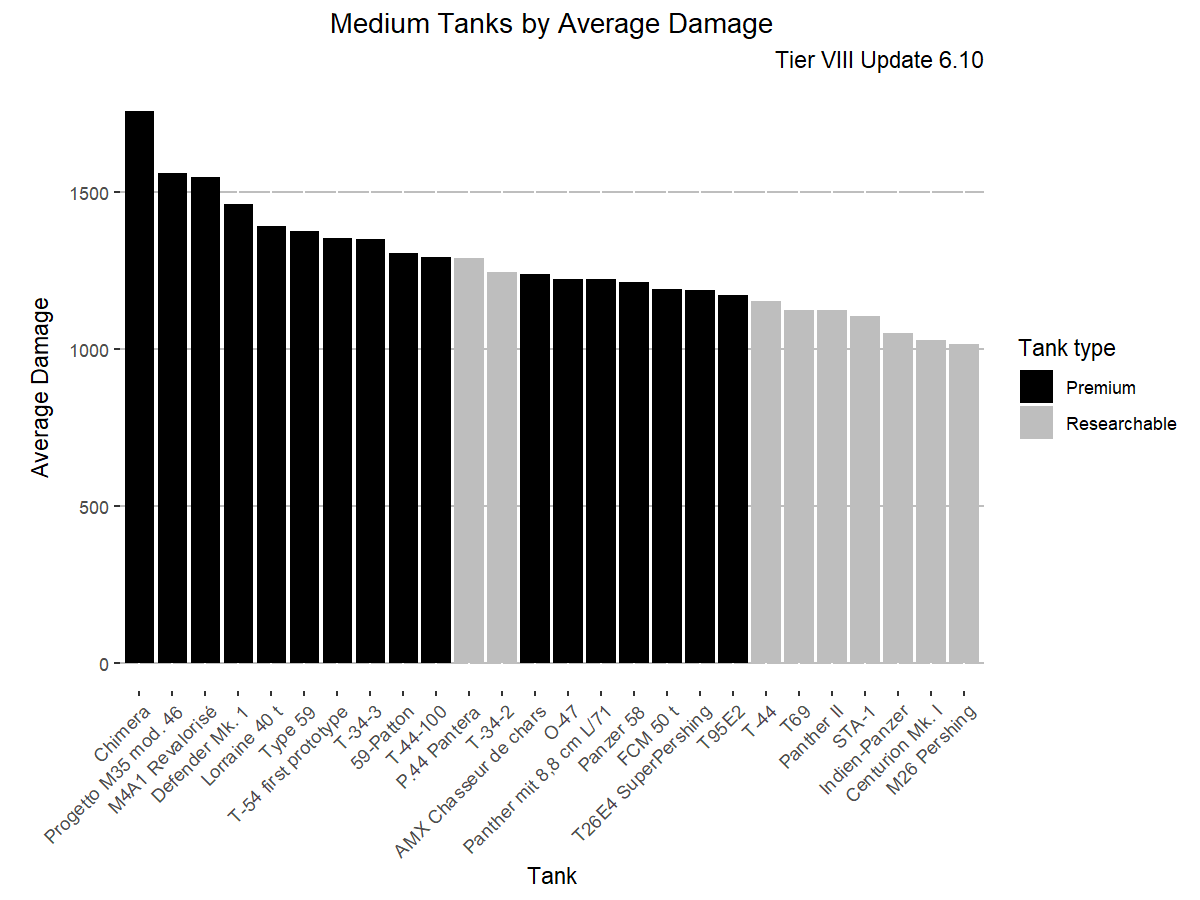 Medium Tanks by Average Damage
Tier VIII Update 6.10
Average Damage
1500
1000
500
0
Chimera
Progetto M35 mod. 46
M4A1 Revalorisé
Defender Mk. 1
Lorraine 40 t
Type 59
T-54 first prototype
T-34-3
59-Patton
T-44-100
P.44 Pantera
T-34-2
AMX Chasseur de chars
O-47
Panther mit 8,8 cm L/71
Panzer 58
FCM 50 t
T26E4 SuperPershing
T95E2
T-44
T69
Panther II
STA-1
Indien-Panzer
Centurion Mk. I
M26 Pershing
Tank
Tank type
Premium
Researchable